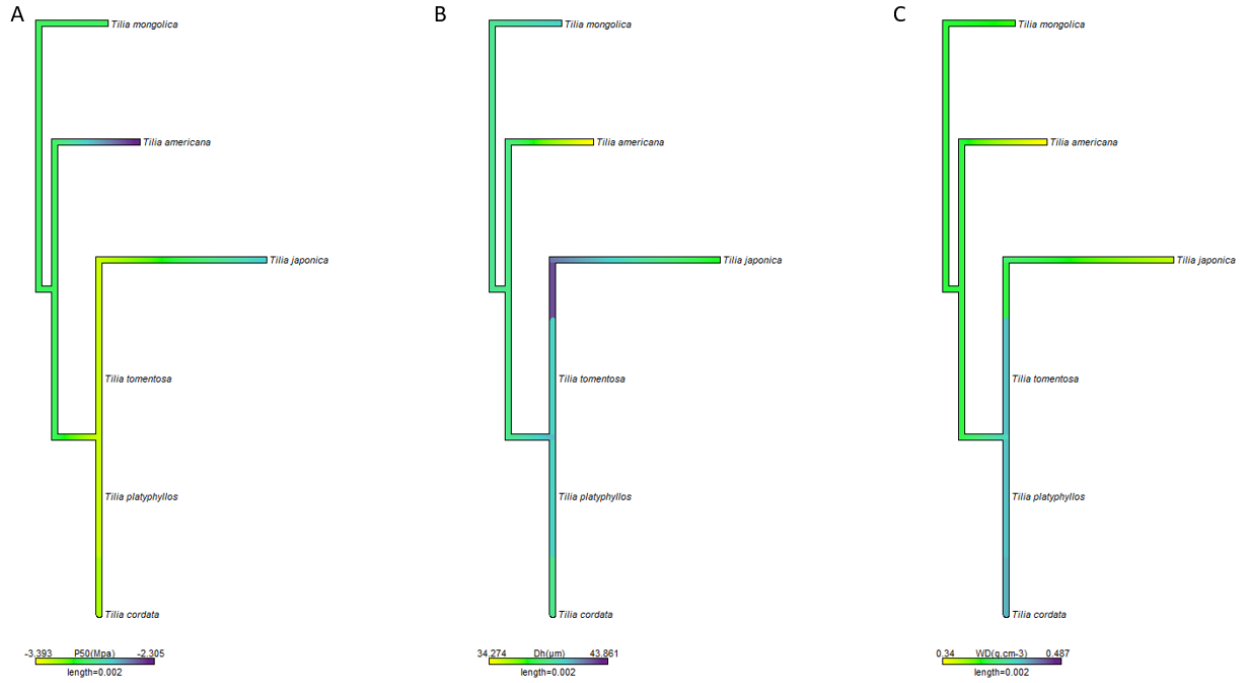 A
Tilia mongolica
Tilia americana
Tilia japonica
Tilia tomentosa
Tilia platyphyllos
Tilia cordata
-3.393 P50(Mpa) -2.305
length=0.002
B
Tilia mongolica
Tilia americana
Tilia japonica
Tilia tomentosa
Tilia platyphyllos
Tilia cordata
34.274 Dh(µm) 43.861
length=0.002
C
Tilia mongolica
Tilia americana
Tilia japonica
Tilia tomentosa
Tilia platyphyllos
Tilia cordata
0.34 WD(g.cm-3) 0.487
length=0.002